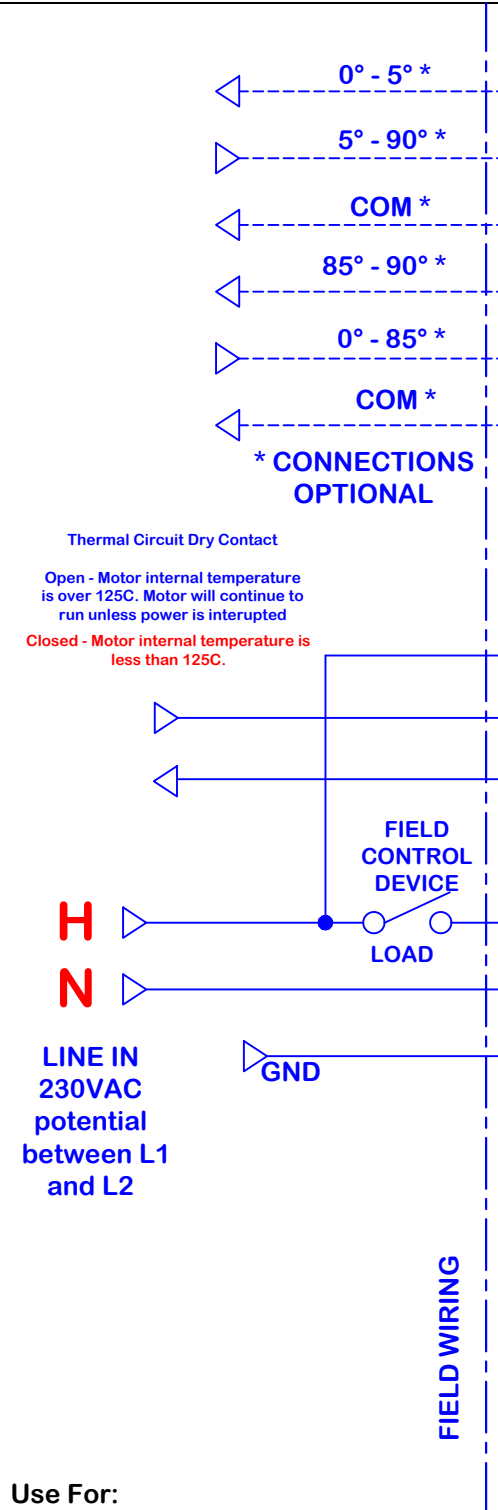 0° - 5° *
5° - 90° *
COM *
85° - 90° *
0° - 85° *
COM *
* CONNECTIONS
OPTIONAL
Thermal Circuit Dry Contact
Open - Motor internal temperature
is over 125C. Motor will continue to
run unless power is interupted
Closed - Motor internal temperature is
less than 125C.
FIELD
CONTROL
DEVICE
LOAD
H
N
LINE IN
230VAC
potential
between L1
and L2
GND
FIELD WIRING
Use For: